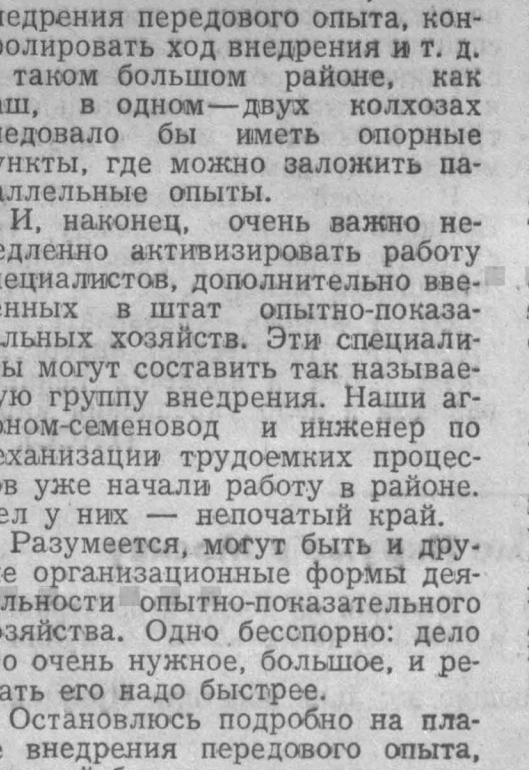 недрения передового опыта, кон-
ролировать ход внедрения и т. д.
таком большом районе, как
аш, в одном—двух колхозах
ледовало бы иметь опорные
ункты, где можно заложить па-
аллельные опыты.
И, наконец, очень важно не-
едленно активизировать работу
пециалистов, дополнительно вве-
енных в штат опытно-показа-
ельных хозяйств. Эти специали-
ы могут составить так называе-
ую группу внедрения. Наши аг-
оном-семеновод и инженер по
еханизации трудоемких процес-
ов уже начали работу в районе.
ел у них — непочатый край.
Разумеется, могут быть и дру-
е организационные формы дея-
льности опытно-показательного
озяйства. Одно бесспорно: дело
о очень нужное, большое, и ре-
ать его надо быстрее.
Остановлюсь подробно на пла-
е внедрения передового опыта,